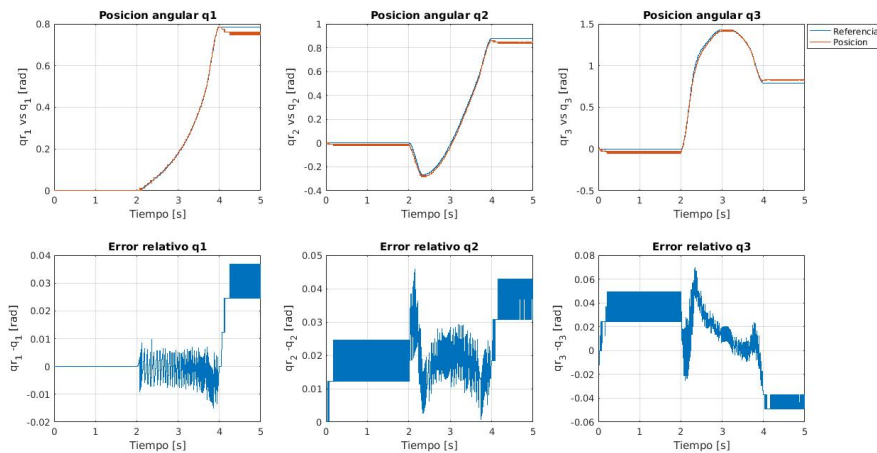 Posicion angular q1
qr1 vs q1 [rad]
0.8
0.6
0.4
0.2
0
0 1 2 3 4 5
Tiempo [s]
Posicion angular q2
qr2 vs q2 [rad]
1
0.8
0.6
0.4
0.2
0
-0.2
-0.4
0 1 2 3 4 5
Tiempo [s]
Posicion angular q3
qr3 vs q3 [rad]
1.5
1
0.5
0
-0.5
0 1 2 3 4 5
Tiempo [s]
Referencia
Posicion
Error relativo q1
qr1 -q1 [rad]
0.04
0.03
0.02
0.01
0
-0.01
-0.02
0 1 2 3 4 5
Tiempo [s]
Error relativo q2
qr2 -q2 [rad]
0.05
0.04
0.03
0.02
0.01
0
0 1 2 3 4 5
Tiempo [s]
Error relativo q3
qr3 -q3 [rad]
0.08
0.06
0.04
0.02
0
-0.02
-0.04
-0.06
0 1 2 3 4 5
Tiempo [s]